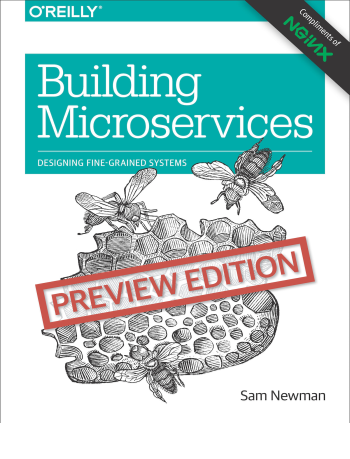 O'REILLY®
Compliments of
NGINX
Building
Microservices
DESIGNING FINE-GRAINED SYSTEMS
PREVIEW EDITION
Sam Newman